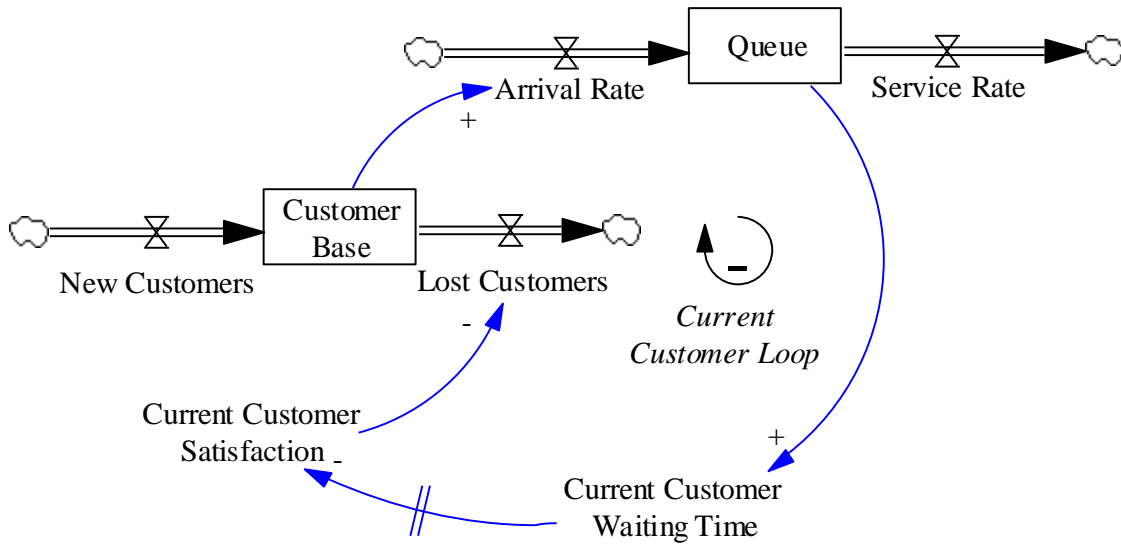 Queue
Arrival Rate
Service Rate
+
Customer
Base
New Customers
Lost Customers
-
Current
Customer Loop
-
Current Customer
Satisfaction
-
+
Current Customer
Waiting Time